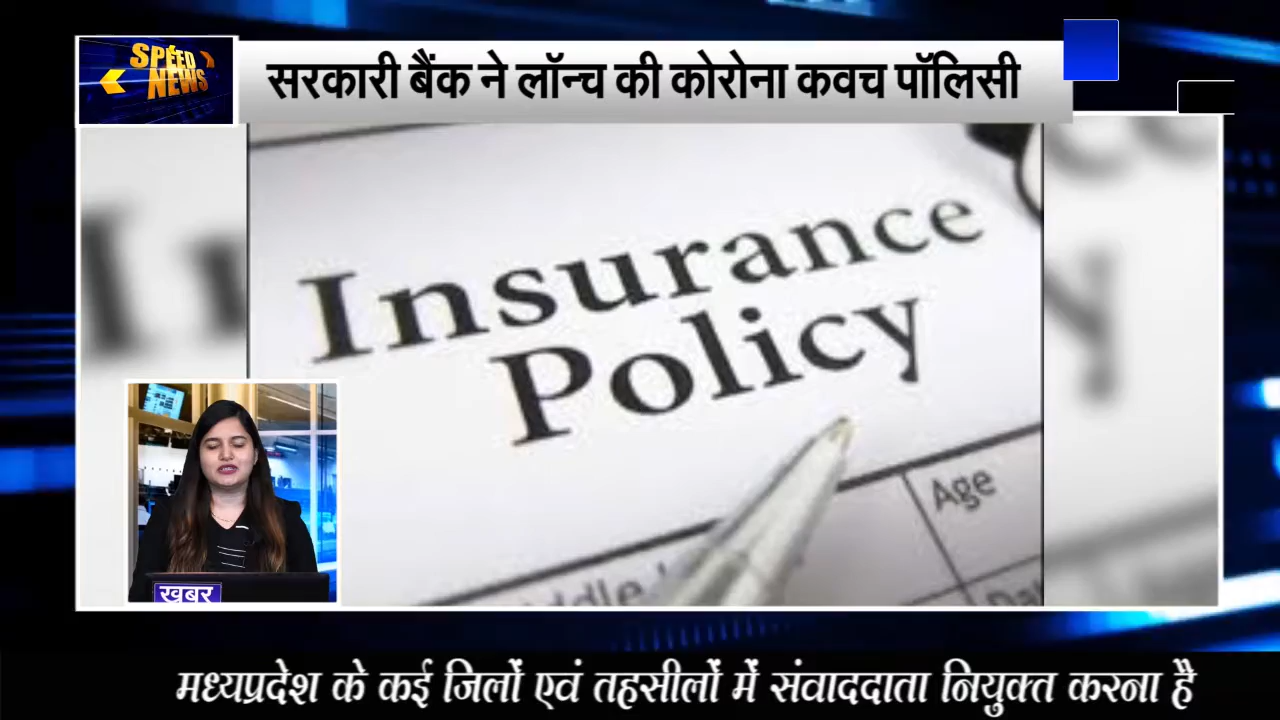 SPEED
NEWS
सरकारी बैंक ने लॉन्च की कोरोना कवच पॉलिसी
Insurance
Policy
Age
खबर
मध्यप्रदेश के कई जिलों एवं तहसीलों में संवाददाता नियुक्त करना है